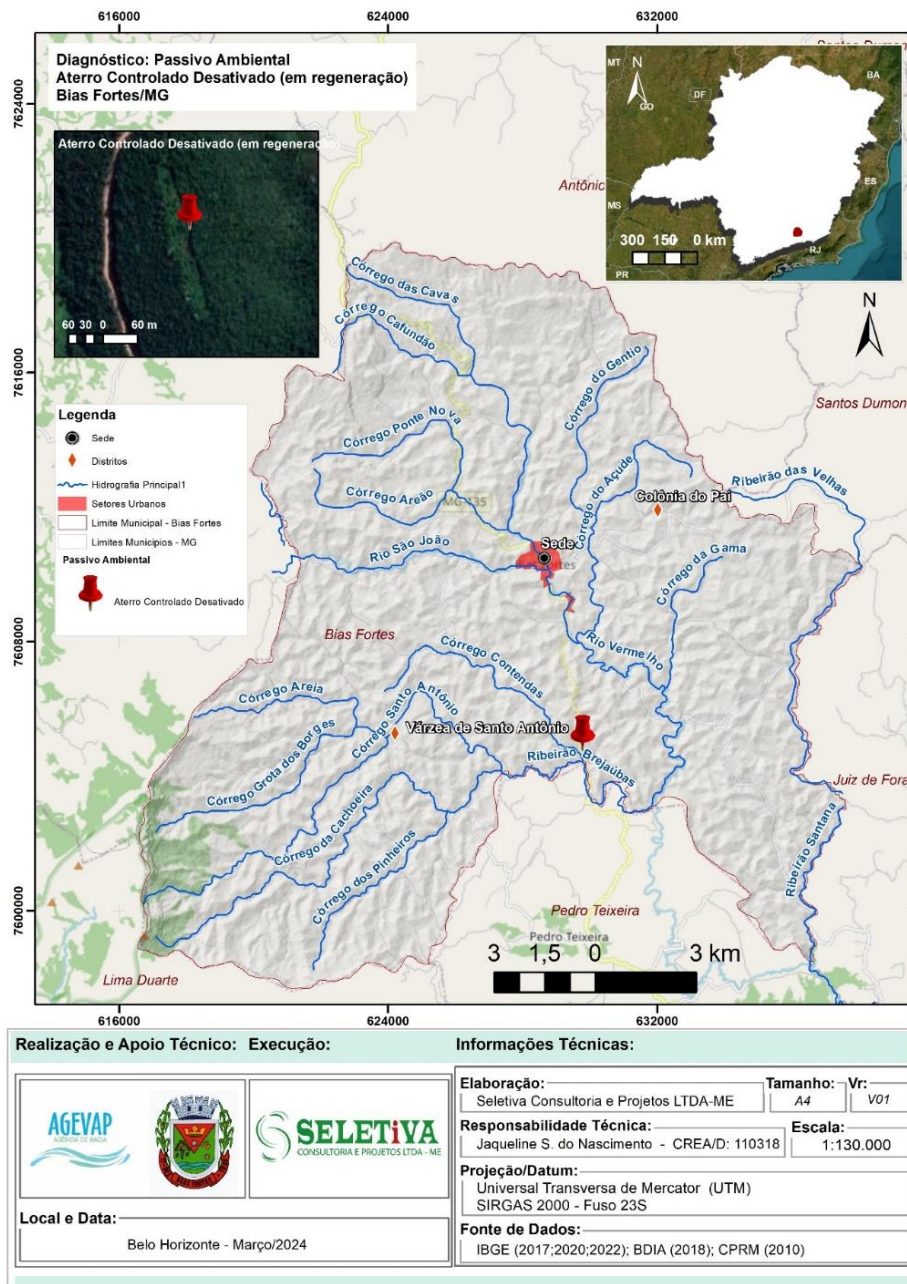 616000
624000
632000
Diagnóstico: Passivo Ambiental
Aterro Controlado Desativado (em regeneração)
Bias Fortes/MG
7624000
7616000
7608000
7600000
Aterro Controlado Desativado (em regeneração)
60 30 0 60 m
MT
N
GO
DF
BA
MS
ES
RJ
PR
300 150 0 km
N
Antônio
Santos Dumon
Córrego das Cavas
Córrego Cafundão
Córrego do Gentio
Córrego Ponte Nova
Córrego Areão
Córrego do Açude
Colônia do Pai
Ribeirão das Velhas
MG-135
Sede
Rio São João
Córrego da Gama
Rio Vermelho
Bias Fortes
Córrego Contendas
Córrego Areia
Córrego Santo Antônio
Várzea de Santo Antônio
Córrego Grota dos Borges
Ribeirão Brejaúbas
Córrego da Cachoeira
Córrego dos Pinheiros
Juiz de Fora
Ribeirão Santana
Pedro Teixeira
Pedro Teixeira
Lima Duarte
3 1,5 0 3 km
Legenda
Sede
Distritos
Hidrografia Principal1
Setores Urbanos
Limite Municipal - Bias Fortes
Limites Municipios - MG
Passivo Ambiental
Aterro Controlado Desativado
616000
624000
632000
Realização e Apoio Técnico:
Execução:
Informações Técnicas:
AGEVAP
AGÊNCIA DE BACIA
SELETiVA
CONSULTORIA E PROJETOS LTDA - ME
Local e Data:
Belo Horizonte - Março/2024
Elaboração:
Seletiva Consultoria e Projetos LTDA-ME
Tamanho:
A4
Vr:
V01
Responsabilidade Técnica:
Jaqueline S. do Nascimento - CREA/D: 110318
Escala:
1:130.000
Projeção/Datum:
Universal Transversa de Mercator (UTM)
SIRGAS 2000 - Fuso 23S
Fonte de Dados:
IBGE (2017;2020;2022); BDIA (2018); CPRM (2010)